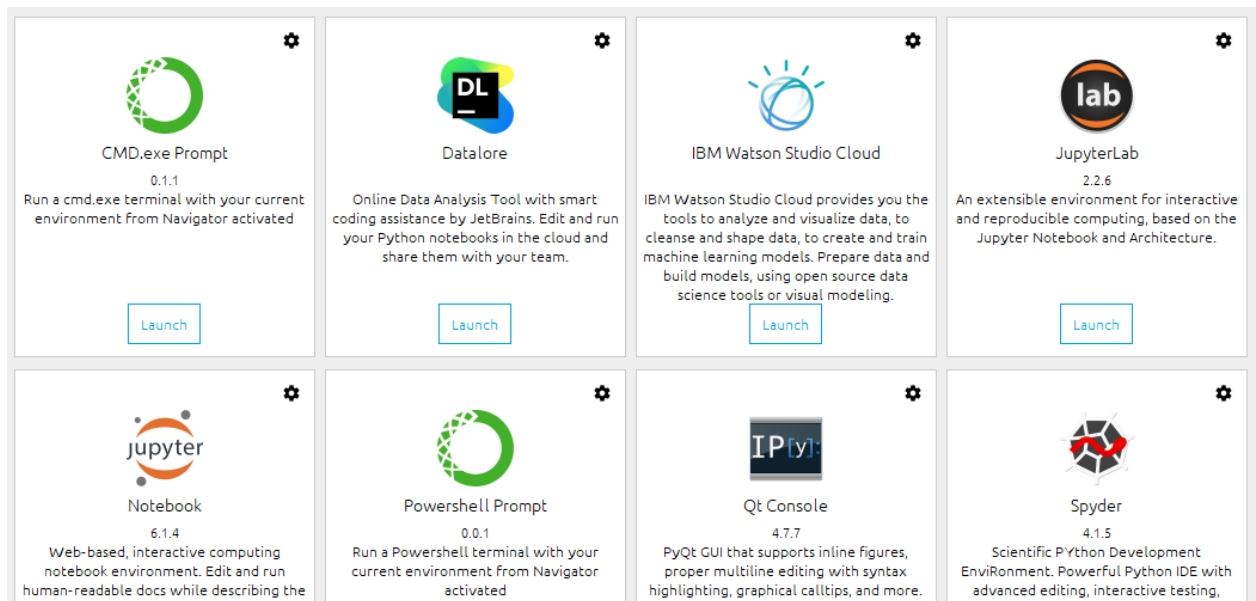 DL
lab
CMD.exe Prompt
0.1.1
Run a cmd.exe terminal with your current
environment from Navigator activated
Launch
Datalore
Online Data Analysis Tool with smart
coding assistance by JetBrains. Edit and run
your Python notebooks in the cloud and
share them with your team.
Launch
IBM Watson Studio Cloud
IBM Watson Studio Cloud provides you the
tools to analyze and visualize data, to
cleanse and shape data, to create and train
machine learning models. Prepare data and
build models, using open source data
science tools or visual modeling.
Launch
JupyterLab
2.2.6
An extensible environment for interactive
and reproducible computing, based on the
Jupyter Notebook and Architecture.
Launch
jupyter
Notebook
6.1.4
Web-based, interactive computing
notebook environment. Edit and run
human-readable docs while describing the
Powershell Prompt
0.0.1
Run a Powershell terminal with your
current environment from Navigator
activated
IP[y]:
Qt Console
4.7.7
PyQt GUI that supports inline figures,
proper multiline editing with syntax
highlighting, graphical calltips, and more.
Spyder
4.1.5
Scientific PYthon Development
EnviRonment. Powerful Python IDE with
advanced editing, interactive testing,